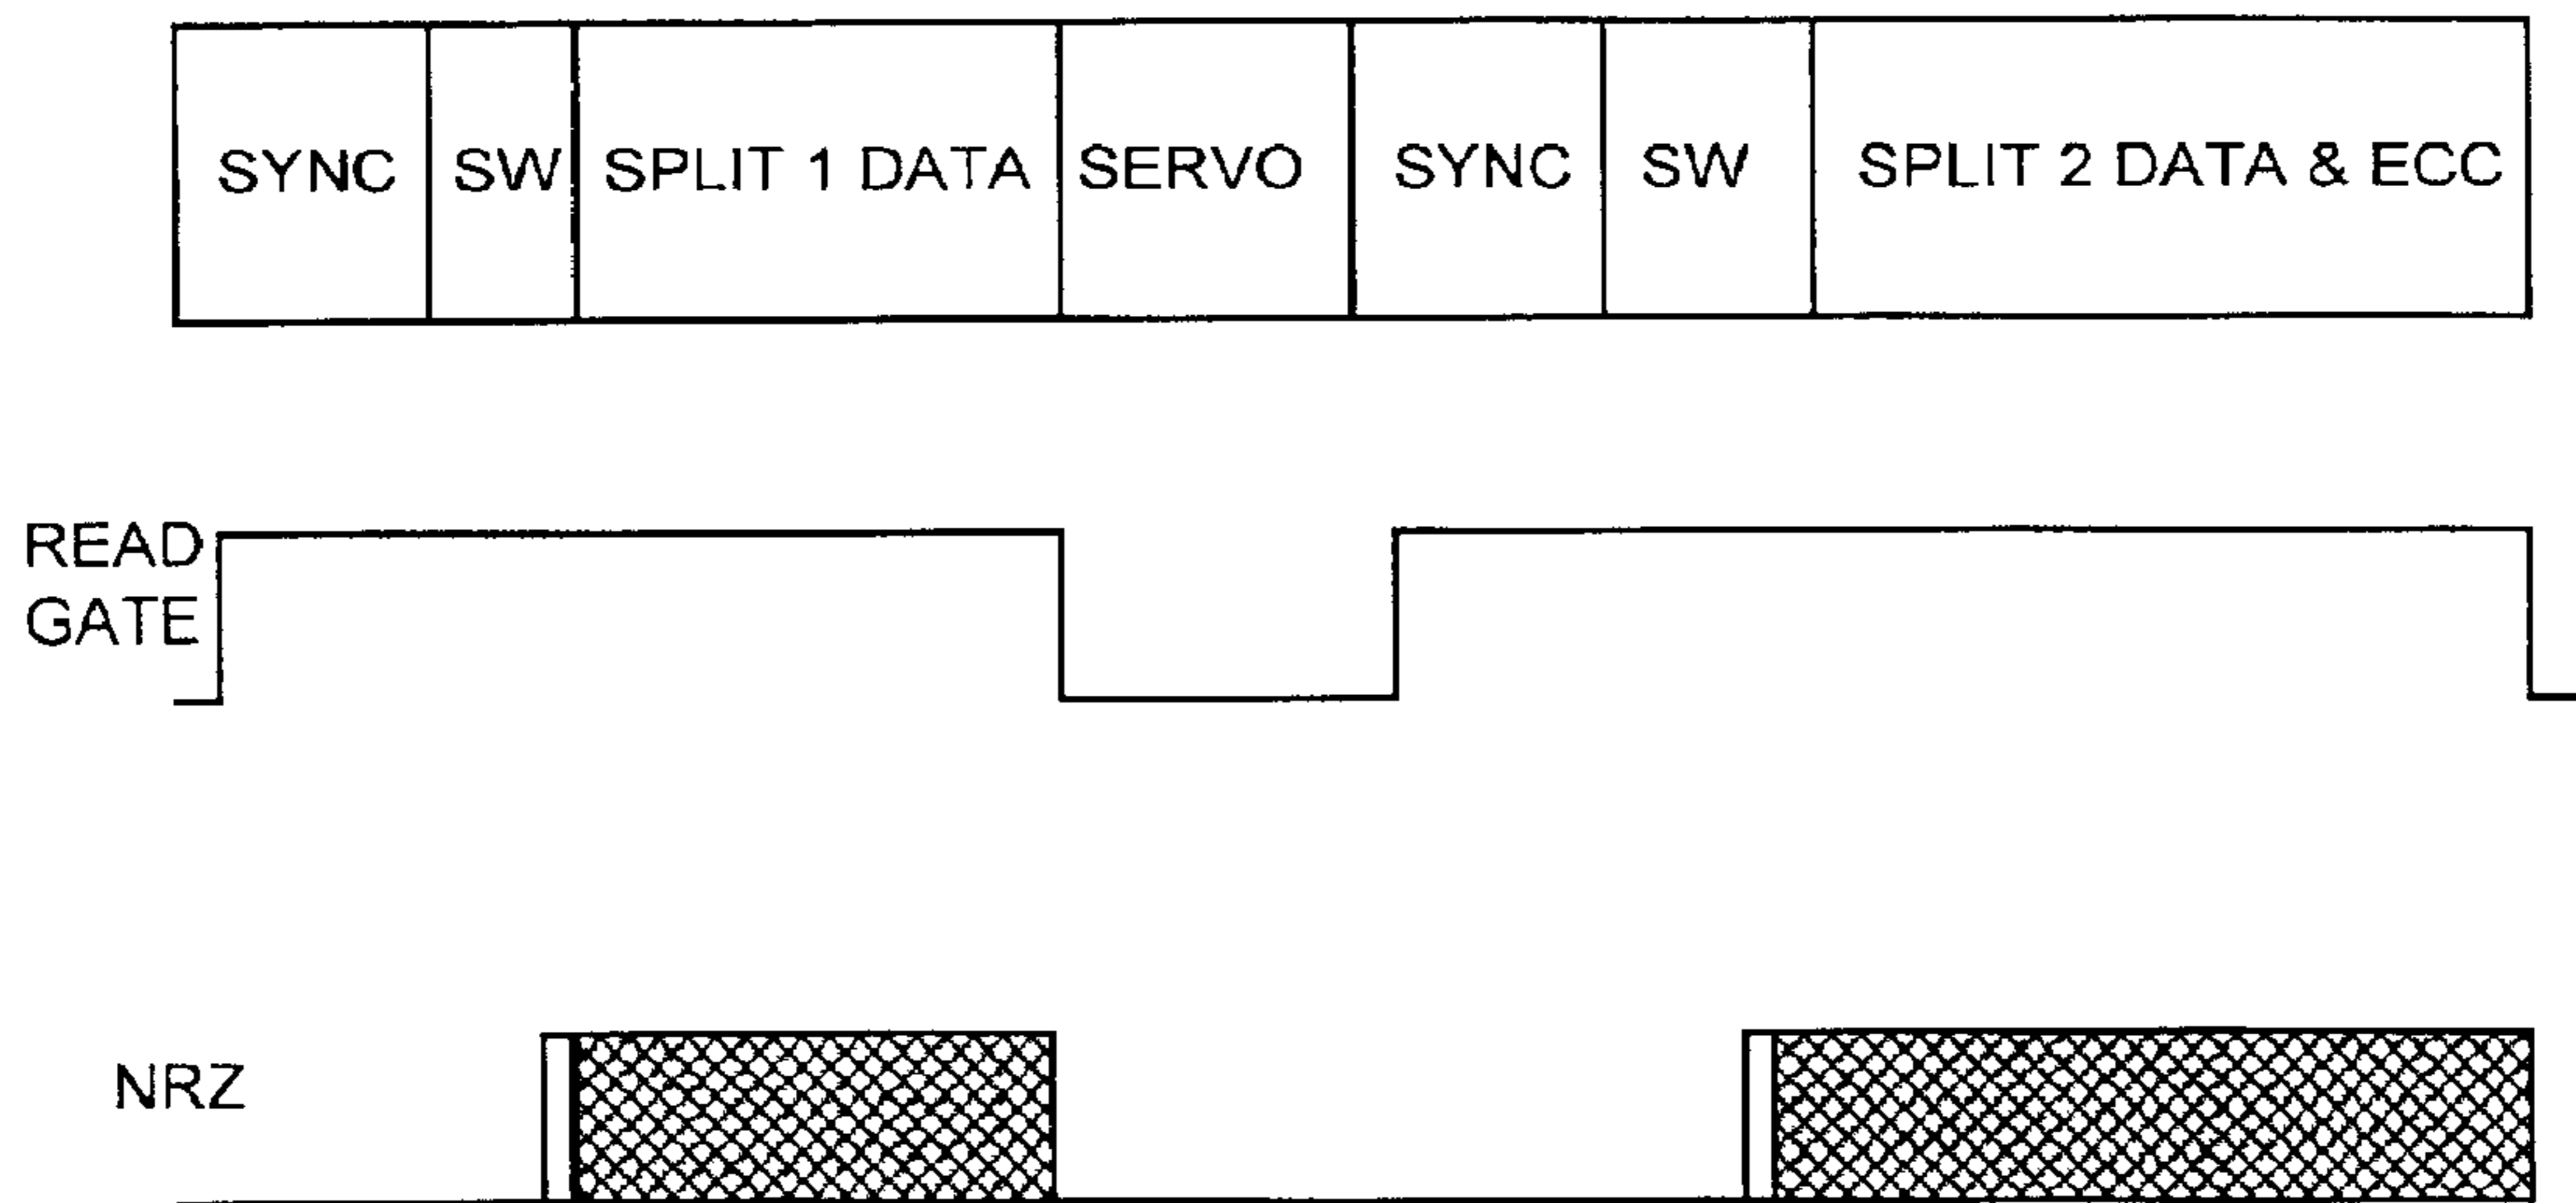 SYNC SW SPLIT 1 DATA SERVO SYNC SW SPLIT 2 DATA & ECC
READ
GATE
NRZ